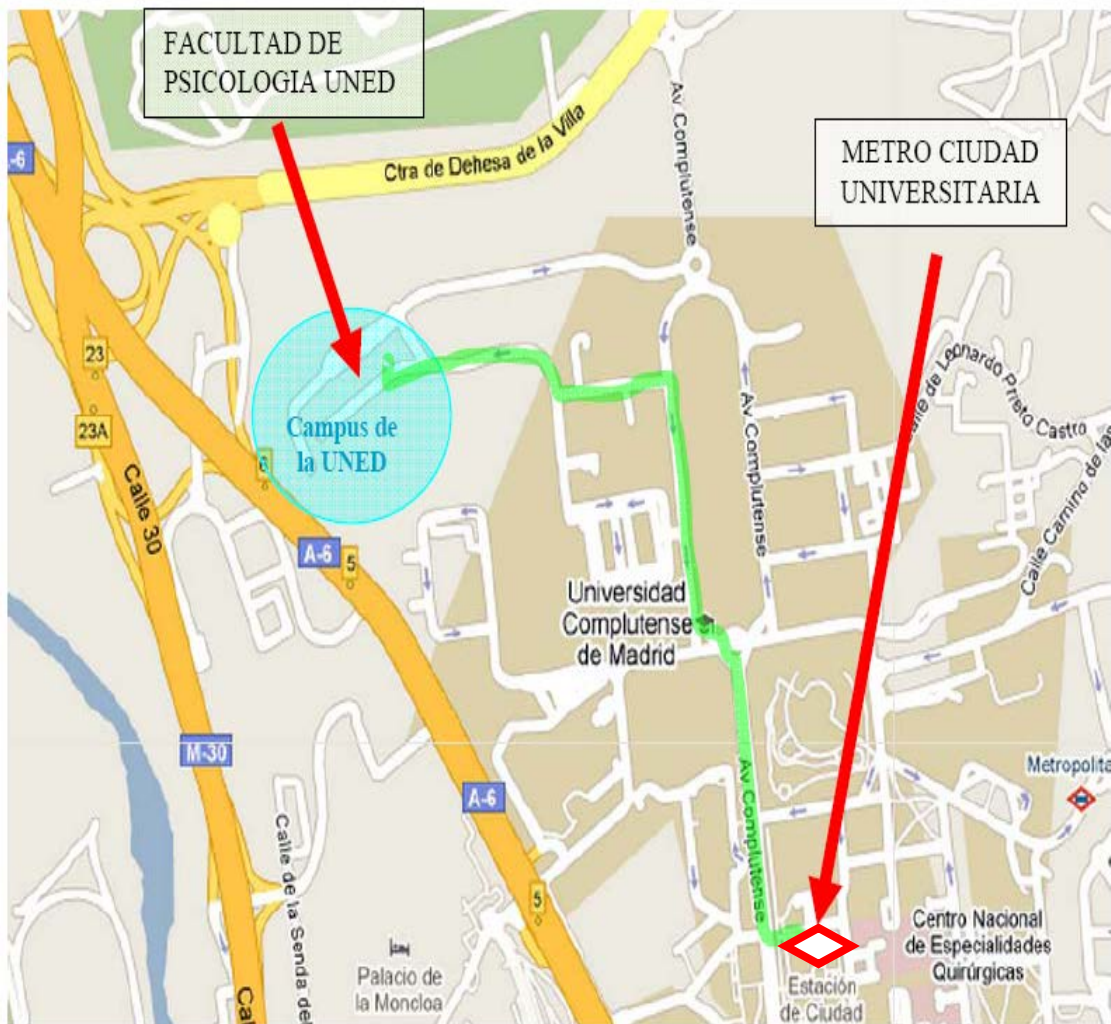 FACULTAD DE
PSICOLOGIA UNED
METRO CIUDAD
UNIVERSITARIA
-6
Ctra de Dehesa de la Villa
Av Complutense
Av Complutense
Calle de Leonardo Prieto Castro
Calle Camino de las
23
23A
6
Campus de
la UNED
Calle 30
A-6
5
Universidad
Complutense
de Madrid
M-30
A-6
Av Complutense
Metropolita
Calle de la Senda del
5
Palacio de
la Moncloa
Centro Nacional
de Especialidades
Quirúrgicas
Estación
de Ciudad
Cal